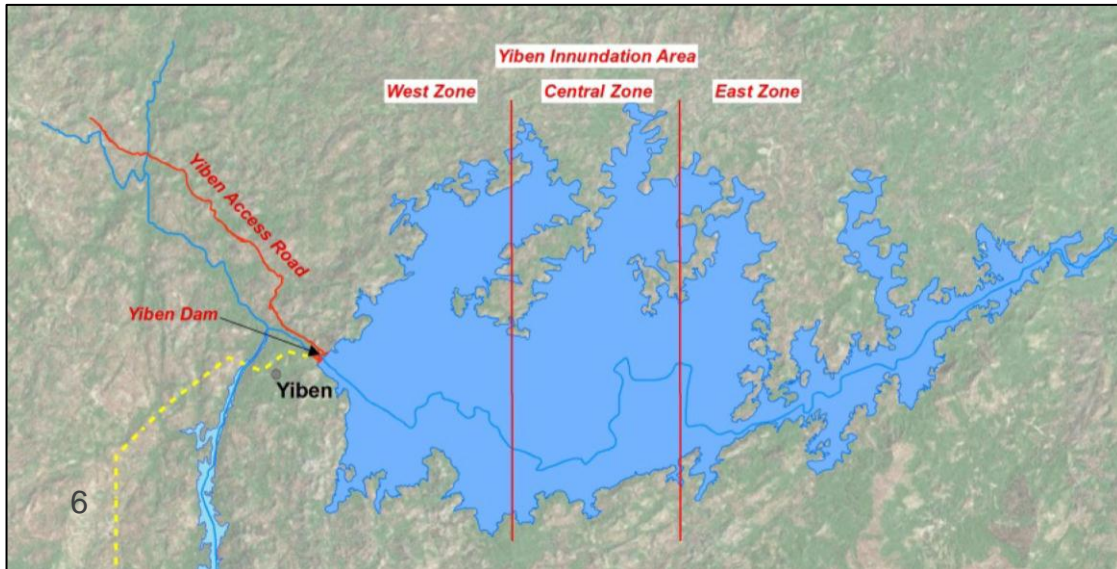 Yiben Innundation Area
West Zone
Central Zone
East Zone
Yiben Access Road
Yiben Dam
Yiben
6